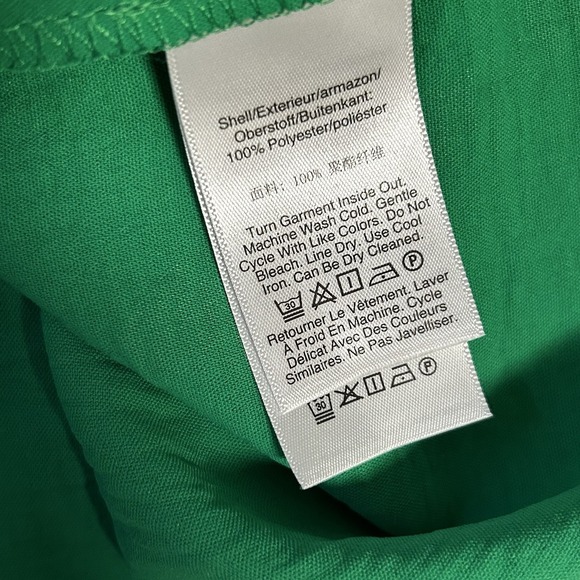 Shell/Exterieur/armazon/
Oberstoff/Buitenkant:
100% Polyester/poliéster
面料: 100% 聚酯纤维
Turn Garment Inside Out.
Machine Wash Cold. Gentle
Cycle With Like Colors. Do Not
Bleach. Line Dry. Use Cool
Iron. Can Be Dry Cleaned.
30 P
Retourner Le Vêtement. Laver
À Froid En Machine. Cycle
Délicat Avec Des Couleurs
Similaires. Ne Pas Javelliser.
30 P